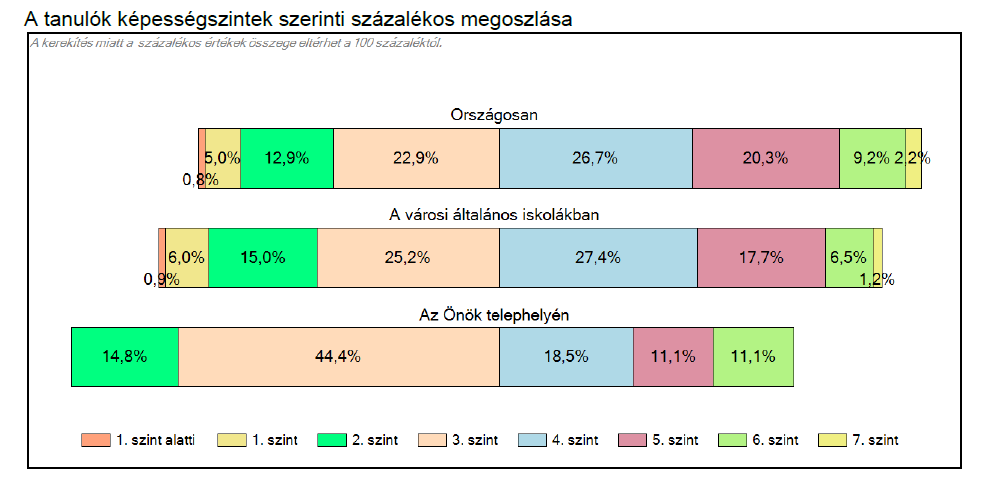 A tanulók képességszintek szerinti százalékos megoszlása
A kerekítés miatt a százalékos értékek összege eltérhet a 100 százaléktól.
Országosan
0,8% 5,0% 12,9% 22,9% 26,7% 20,3% 9,2% 2,2%
A városi általános iskolákban
0,9% 6,0% 15,0% 25,2% 27,4% 17,7% 6,5% 1,2%
Az Önök telephelyén
14,8% 44,4% 18,5% 11,1% 11,1%
1. szint alatti 1. szint 2. szint 3. szint 4. szint 5. szint 6. szint 7. szint